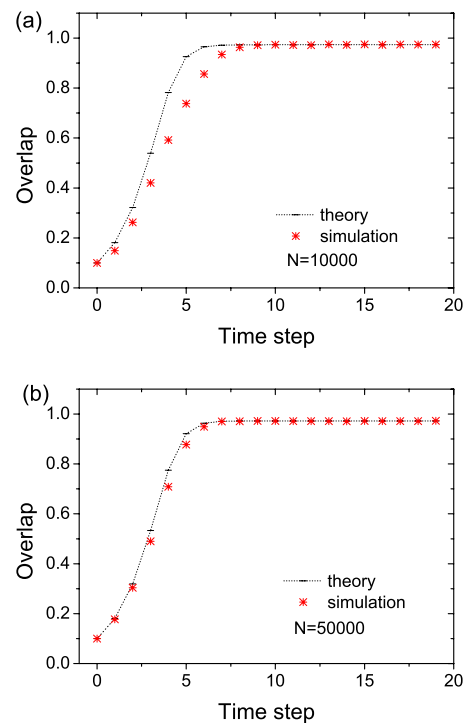 (a)
1.0
0.8
0.6
0.4
0.2
0.0
Overlap
theory
simulation
N=10000
0 5 10 15 20
Time step
(b)
1.0
0.8
0.6
0.4
0.2
0.0
Overlap
theory
simulation
N=50000
0 5 10 15 20
Time step